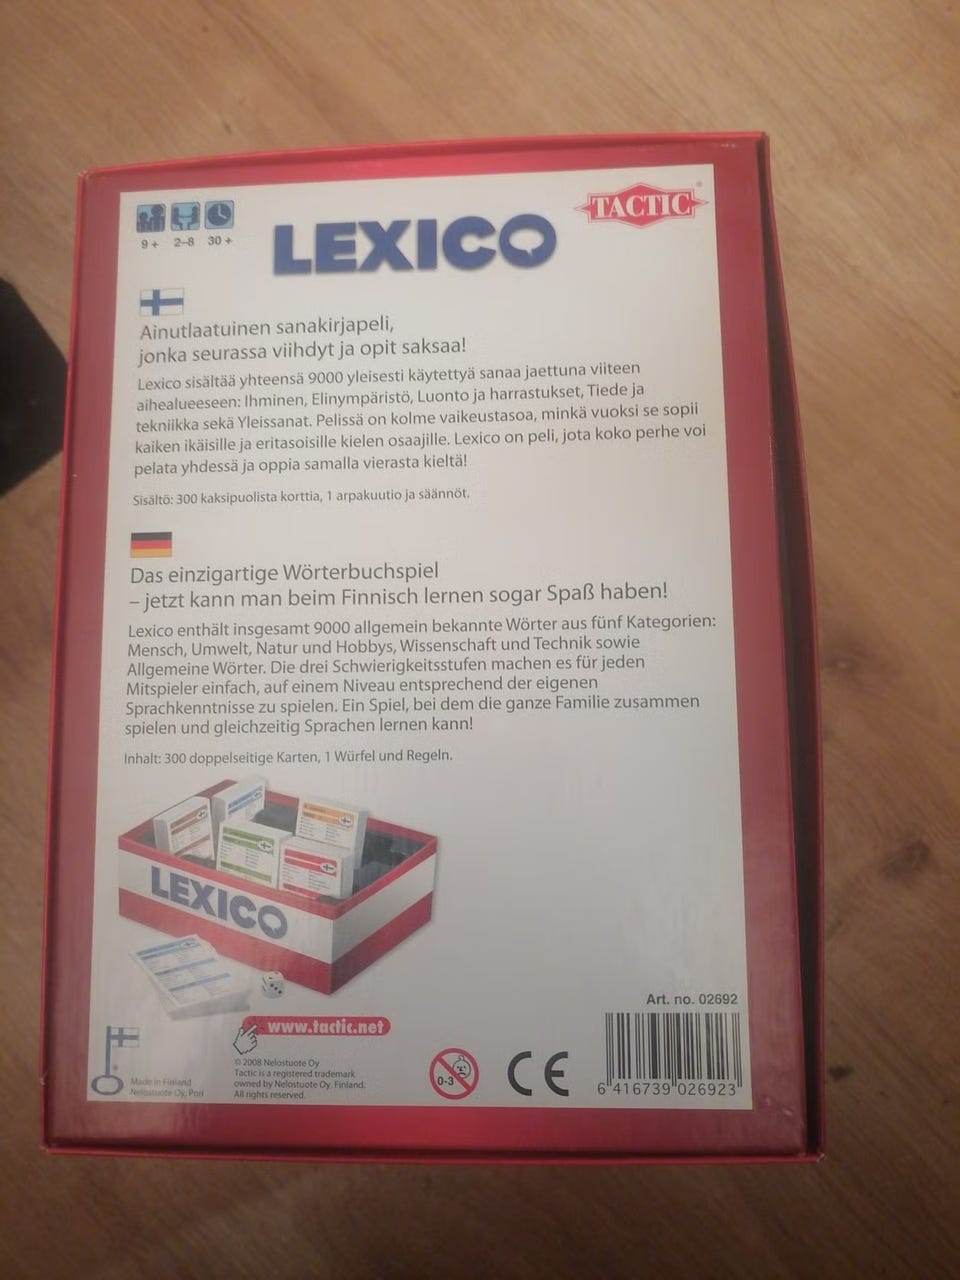 9+ 2–8 30+
LEXICO
TACTIC®
Ainutlaatuinen sanakirjapeli,
jonka seurassa viihdyt ja opit saksaa!
Lexico sisältää yhteensä 9000 yleisesti käytettyä sanaa jaettuna viiteen
aihealueeseen: Ihminen, Elinympäristö, Luonto ja harrastukset, Tiede ja
tekniikka sekä Yleissanat. Pelissä on kolme vaikeustasoa, minkä vuoksi se sopii
kaiken ikäisille ja eritasoisille kielen osaajille. Lexico on peli, jota koko perhe voi
pelata yhdessä ja oppia samalla vierasta kieltä!
Sisältö: 300 kaksipuolista korttia, 1 arpakuutio ja säännöt.
Das einzigartige Wörterbuchspiel
– jetzt kann man beim Finnisch lernen sogar Spaß haben!
Lexico enthält insgesamt 9000 allgemein bekannte Wörter aus fünf Kategorien:
Mensch, Umwelt, Natur und Hobbys, Wissenschaft und Technik sowie
Allgemeine Wörter. Die drei Schwierigkeitsstufen machen es für jeden
Mitspieler einfach, auf einem Niveau entsprechend der eigenen
Sprachkenntnisse zu spielen. Ein Spiel, bei dem die ganze Familie zusammen
spielen und gleichzeitig Sprachen lernen kann!
Inhalt: 300 doppelseitige Karten, 1 Würfel und Regeln.
LEXICO
Made in Finland
Nelostuote Oy, Pori
www.tactic.net
© 2008 Nelostuote Oy
Tactic is a registered trademark
owned by Nelostuote Oy, Finland.
All rights reserved.
0-3
CE
Art. no. 02692
6 416739 026923